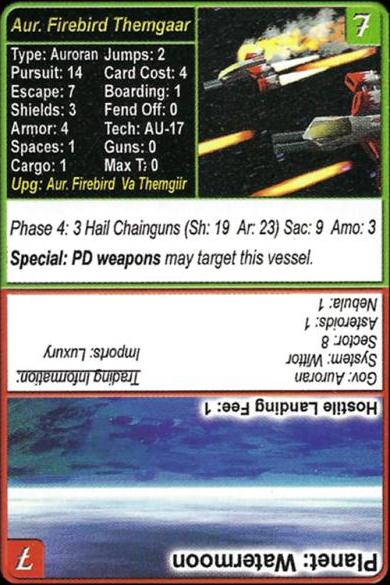 Aur. Firebird Themgaar
7
Type: Auroran Jumps: 2
Pursuit: 14 Card Cost: 4
Escape: 7 Boarding: 1
Shields: 3 Fend Off: 0
Armor: 4 Tech: AU-17
Spaces: 1 Guns: 0
Cargo: 1 Max T: 0
Upg: Aur. Firebird Va Themgiir
Phase 4: 3 Hail Chainguns (Sh: 19 Ar: 23) Sac: 9 Amo: 3
Special: PD weapons may target this vessel.
Planet: Watermoon
7
Hostile Landing Fee: 1
Gov: Auroran
System: Wittor
Sector: 8
Asteroids: 1
Nebula: 1
Trading Information:
Imports: Luxury